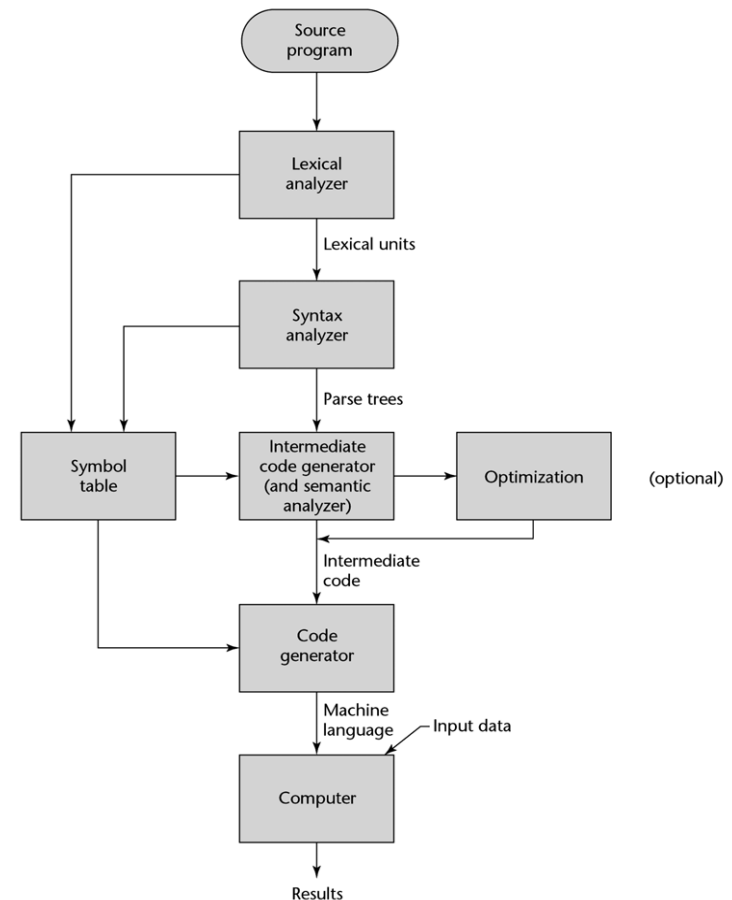 Source
program
Lexical
analyzer
Lexical units
Syntax
analyzer
Parse trees
Symbol
table
Intermediate
code generator
(and semantic
analyzer)
Optimization
(optional)
Intermediate
code
Code
generator
Machine
language
Input data
Computer
Results